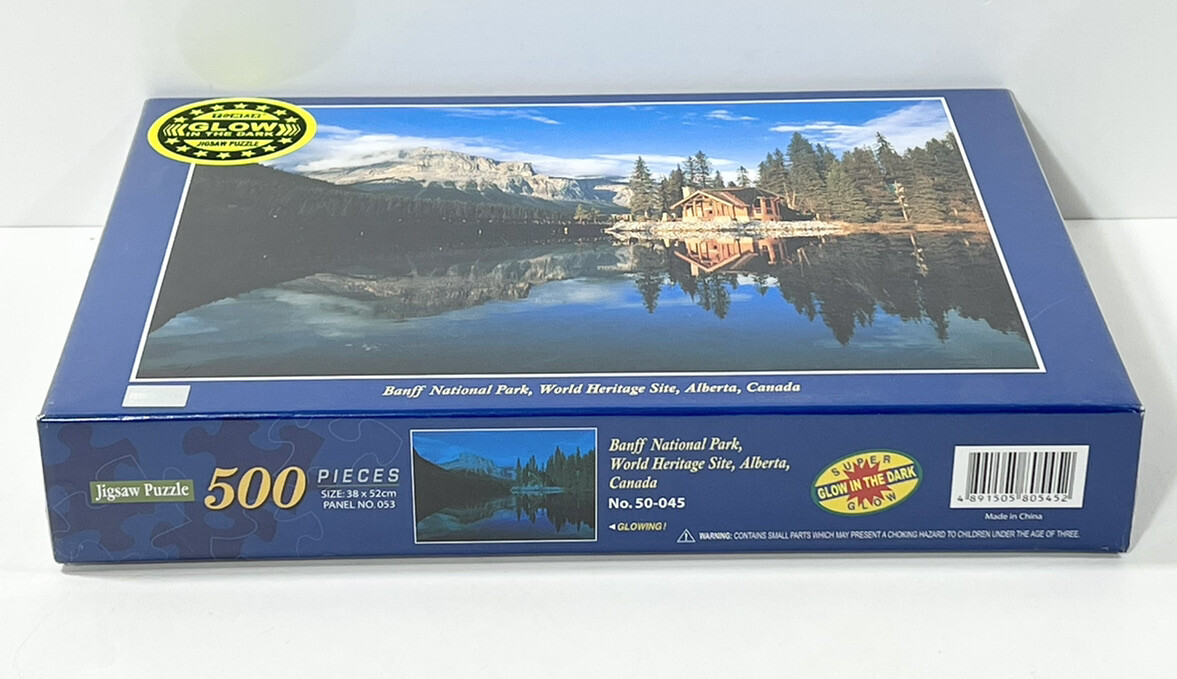 SPECIAL
GLOW
IN THE DARK
JIGSAW PUZZLE
Banff National Park, World Heritage Site, Alberta, Canada
Jigsaw Puzzle
500
PIECES
SIZE: 38 x 52cm
PANEL NO. 053
Banff National Park,
World Heritage Site, Alberta,
Canada
No. 50-045
◄GLOWING!
SUPER
GLOW IN THE DARK
GLOW
4 891505 805452
Made in China
WARNING: CONTAINS SMALL PARTS WHICH MAY PRESENT A CHOKING HAZARD TO CHILDREN UNDER THE AGE OF THREE.